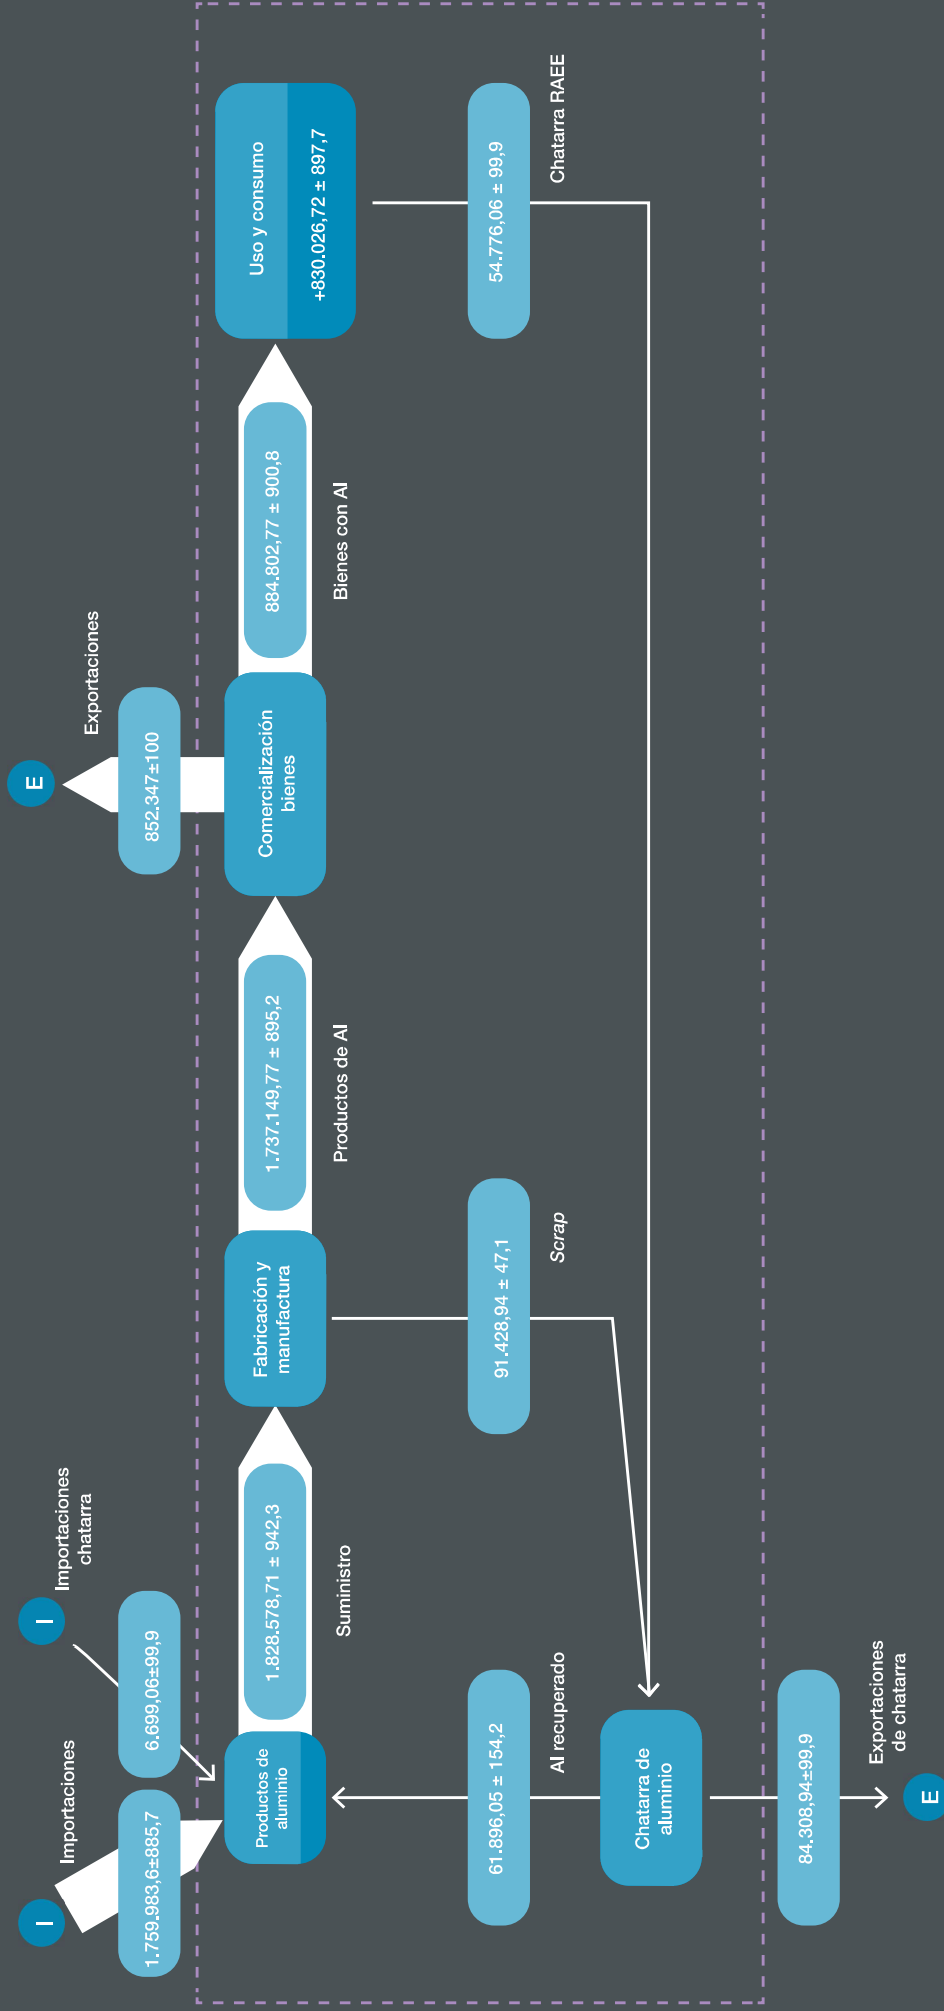 I
Importaciones
1.759.983,6±885,7
I
Importaciones
chatarra
6.699,06±99,9
Productos de
aluminio
1.828.578,71 ± 942,3
Suministro
Fabricación y
manufactura
1.737.149,77 ± 895,2
Productos de Al
Comercialización
bienes
E
Exportaciones
852.347±100
884.802,77 ± 900,8
Bienes con Al
Uso y consumo
+830.026,72 ± 897,7
61.896,05 ± 154,2
Al recuperado
91.428,94 ± 47,1
Scrap
54.776,06 ± 99,9
Chatarra RAEE
Chatarra de
aluminio
84.308,94±99,9
Exportaciones
de chatarra
E